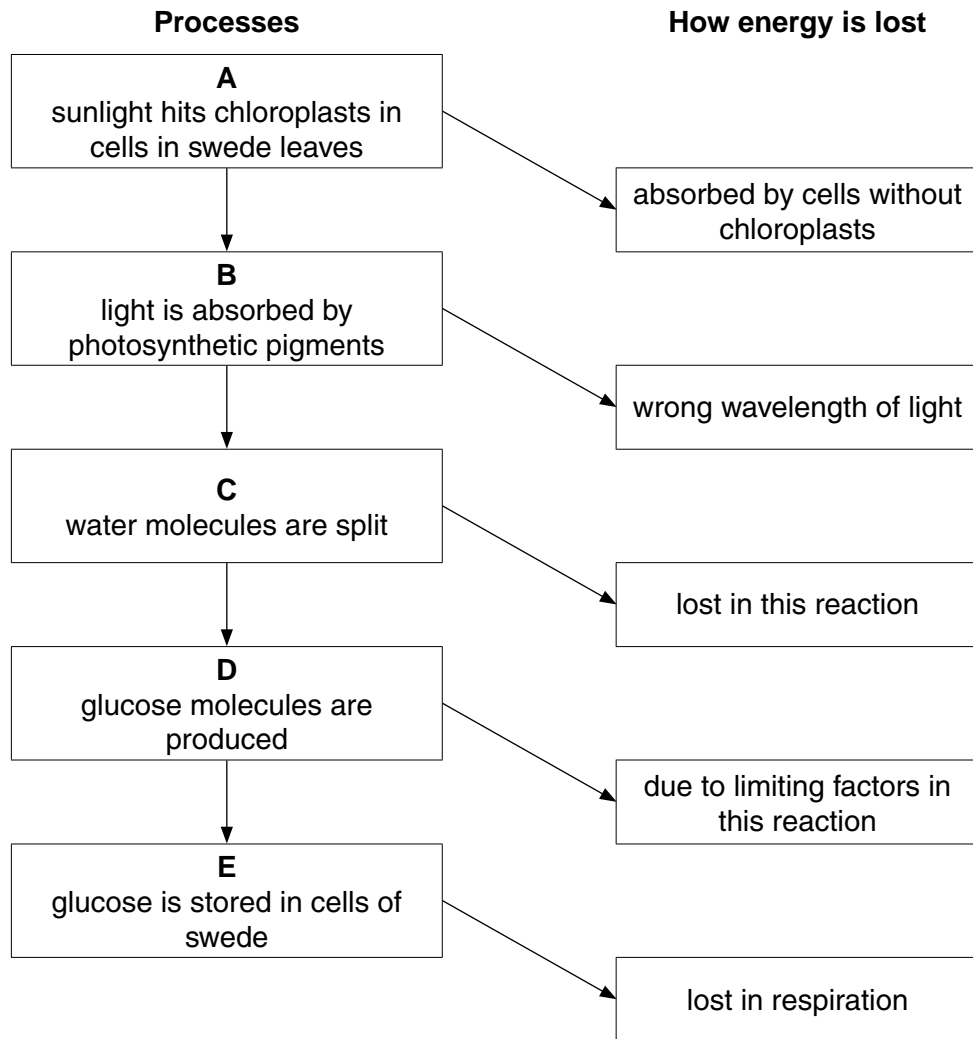 Processes
How energy is lost
A
sunlight hits chloroplasts in
cells in swede leaves
absorbed by cells without
chloroplasts
B
light is absorbed by
photosynthetic pigments
wrong wavelength of light
C
water molecules are split
lost in this reaction
D
glucose molecules are
produced
due to limiting factors in
this reaction
E
glucose is stored in cells of
swede
lost in respiration